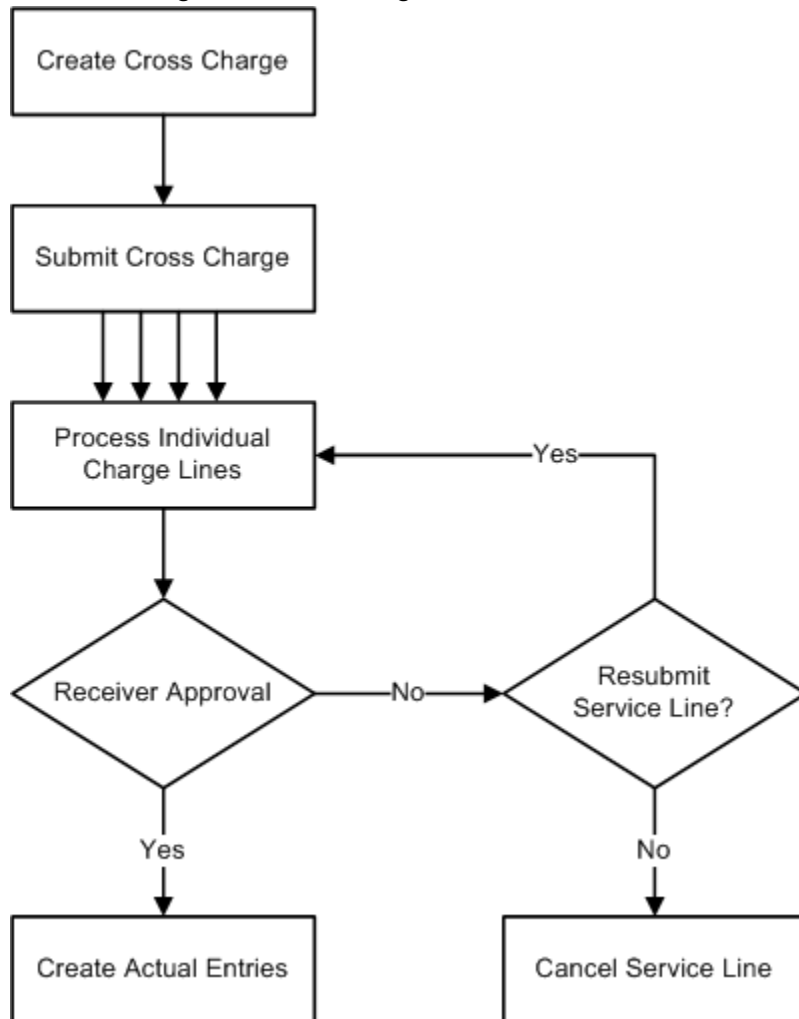 Create Cross Charge
Submit Cross Charge
Process Individual
Charge Lines
Yes
Receiver Approval
No
Resubmit
Service Line?
Yes
No
Create Actual Entries
Cancel Service Line